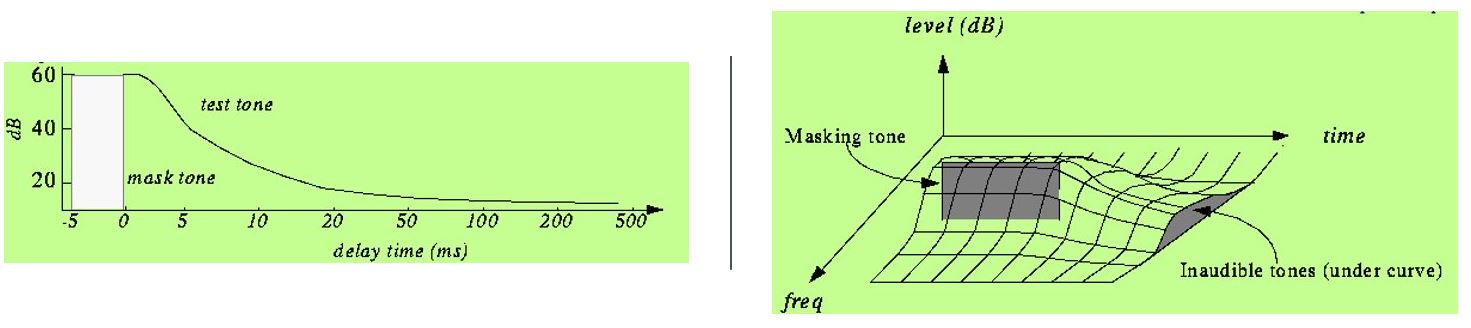 60
test tone
dB
40
mask tone
20
-5 0 5 10 20 50 100 200 500
delay time (ms)
level (dB)
Masking tone
time
Inaudible tones (under curve)
freq